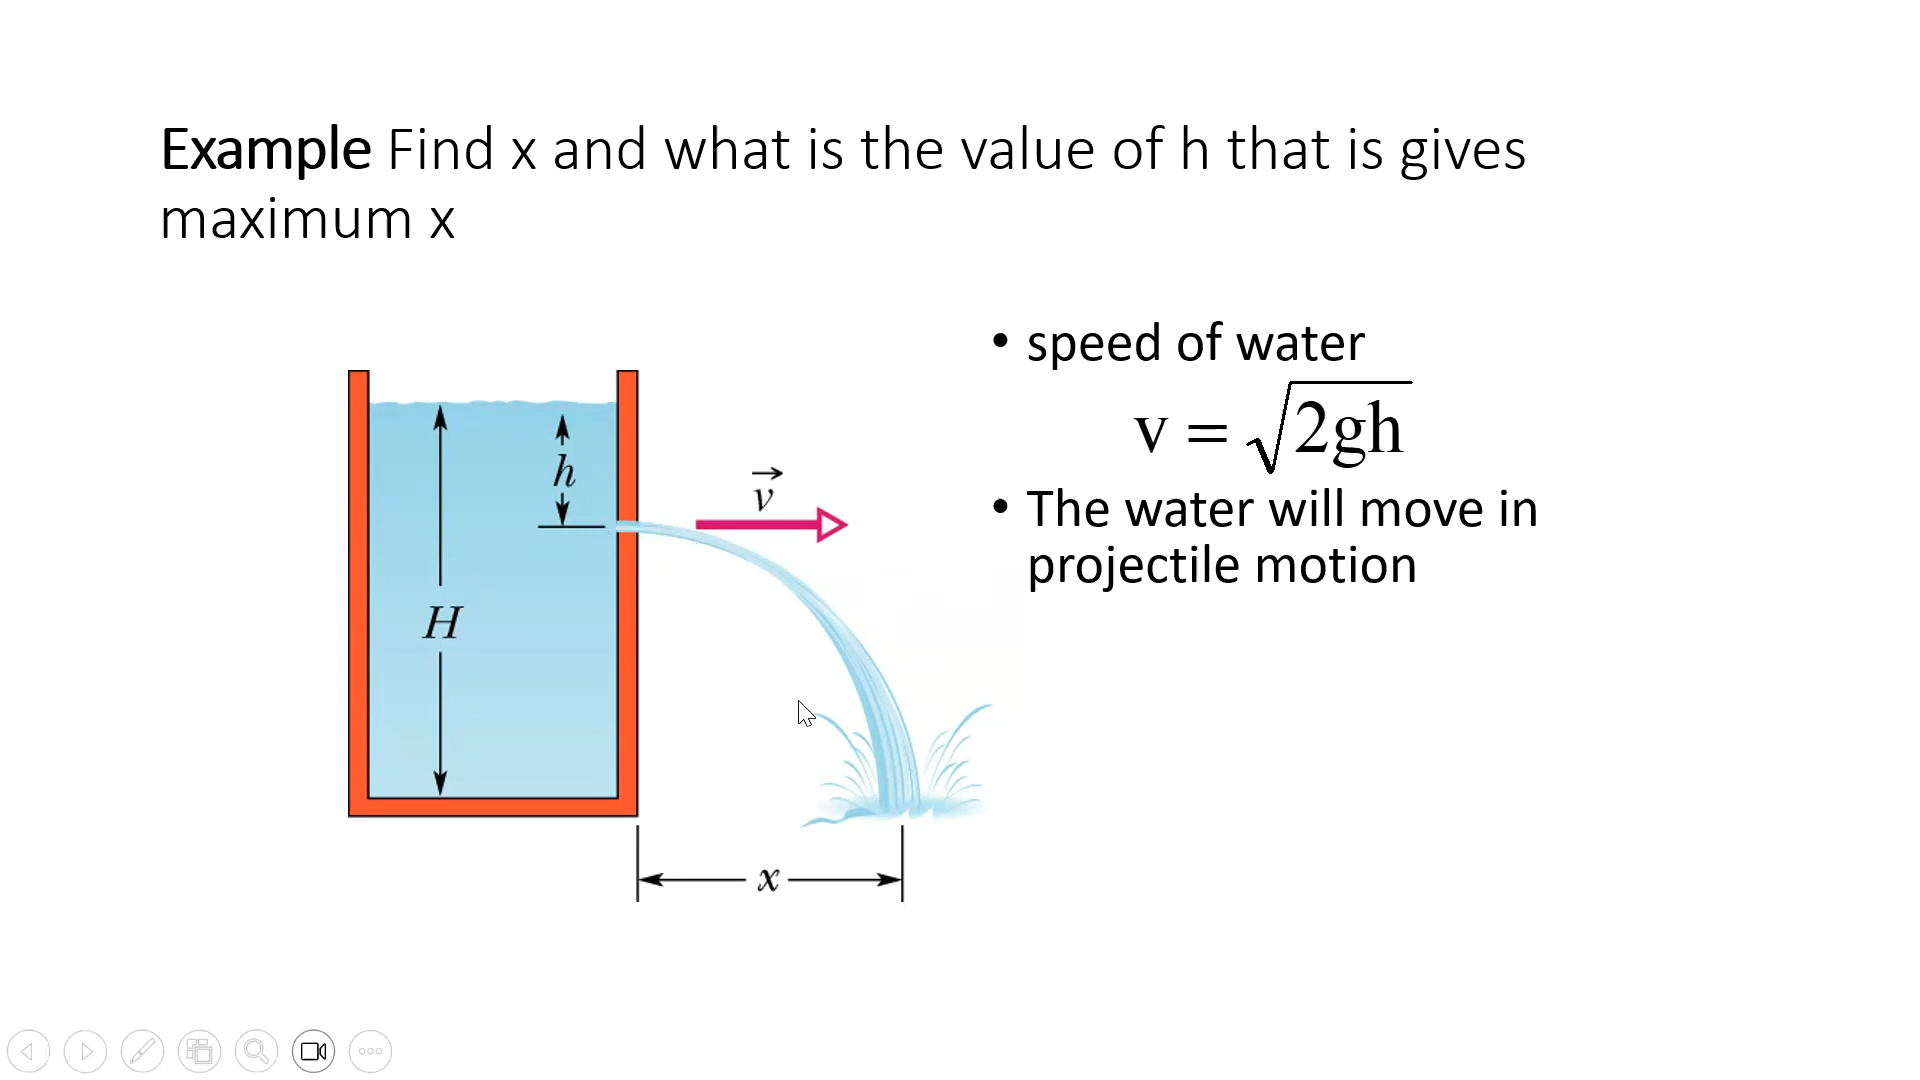 Example Find x and what is the value of h that is gives
maximum x
• speed of water
v = √2gh
• The water will move in
projectile motion
h
v⃗
H
x